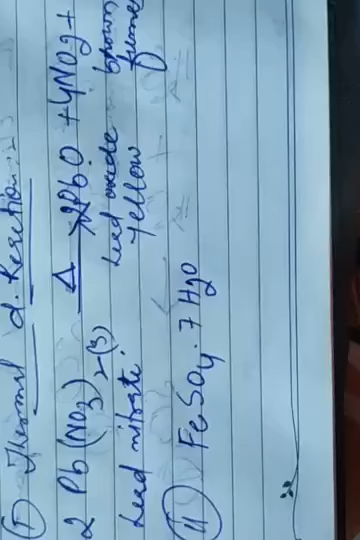 (I) Thermal d. Reaction
2 Pb(NO3)2 Δ→ 2PbO + 4NO2 +
Lead nitrate Lead oxide brown
yellow fumes
(II) FeSO4. 7 H2O